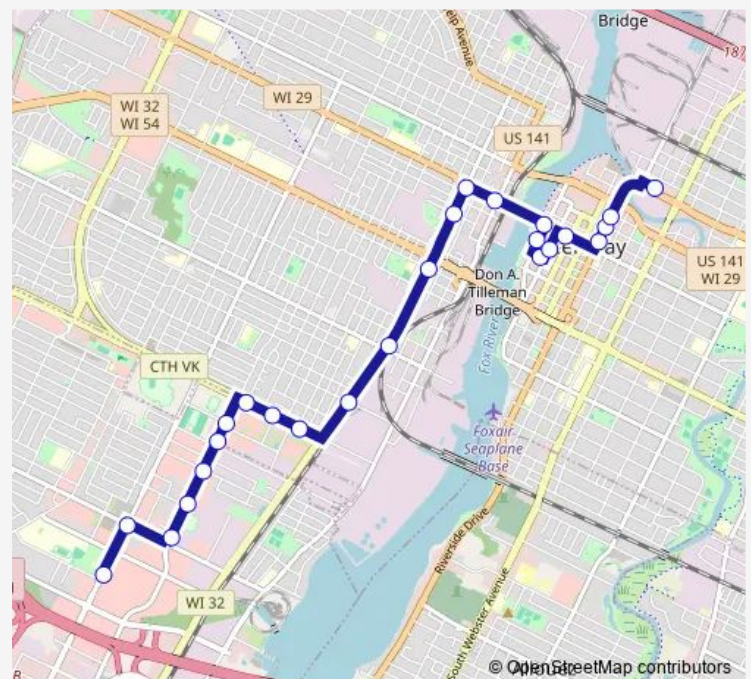 Bridge
WI 29
WI 32
WI 54
US 141
US 141
WI 29
Don A.
Tilleman
Bridge
Fox River
CTH VK
Foxair
Seaplane
Base
Riverside Drive
WI 32
South Webster Avenue
© OpenStreetMap contributors